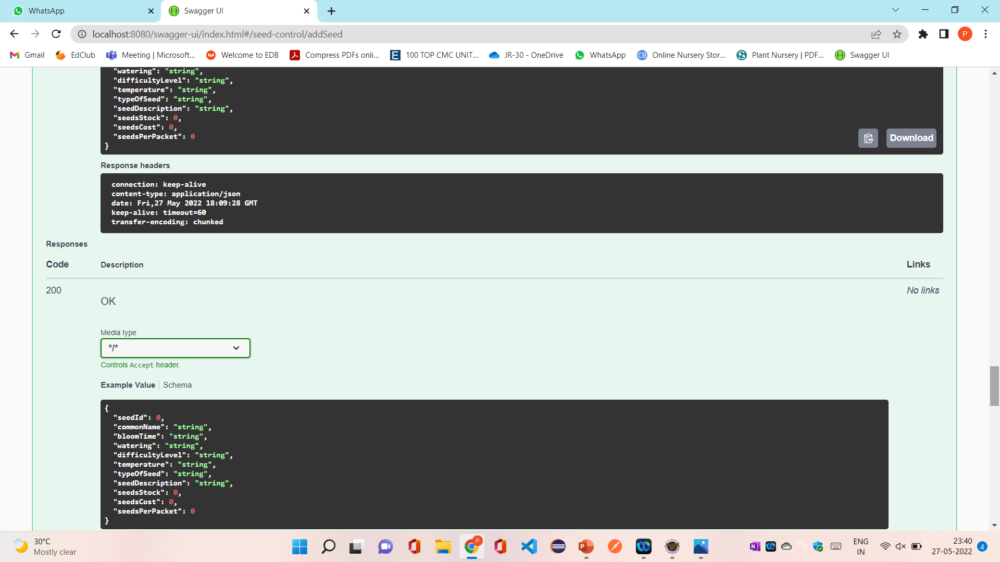 WhatsApp
Swagger UI
localhost:8080/swagger-ui/index.html#/seed-control/addSeed
P
Gmail
EdClub
Meeting | Microsoft...
Welcome to EDB
Compress PDFs onli...
100 TOP CMC UNIT...
JR-30 - OneDrive
WhatsApp
Online Nursery Stor...
Plant Nursery | PDF...
Swagger UI
"watering": "string",
"difficultyLevel": "string",
"temperature": "string",
"typeOfSeed": "string",
"seedDescription": "string",
"seedsStock": 0,
"seedsCost": 0,
"seedsPerPacket": 0
}
Download
Response headers
connection: keep-alive
content-type: application/json
date: Fri,27 May 2022 18:09:28 GMT
keep-alive: timeout=60
transfer-encoding: chunked
Responses
Code Description Links
200 No links
OK
Media type
*/*
Controls Accept header.
Example Value Schema
{
"seedId": 0,
"commonName": "string",
"bloomTime": "string",
"watering": "string",
"difficultyLevel": "string",
"temperature": "string",
"typeOfSeed": "string",
"seedDescription": "string",
"seedsStock": 0,
"seedsCost": 0,
"seedsPerPacket": 0
}
30°C
Mostly clear
ENG
IN
23:40
27-05-2022
4